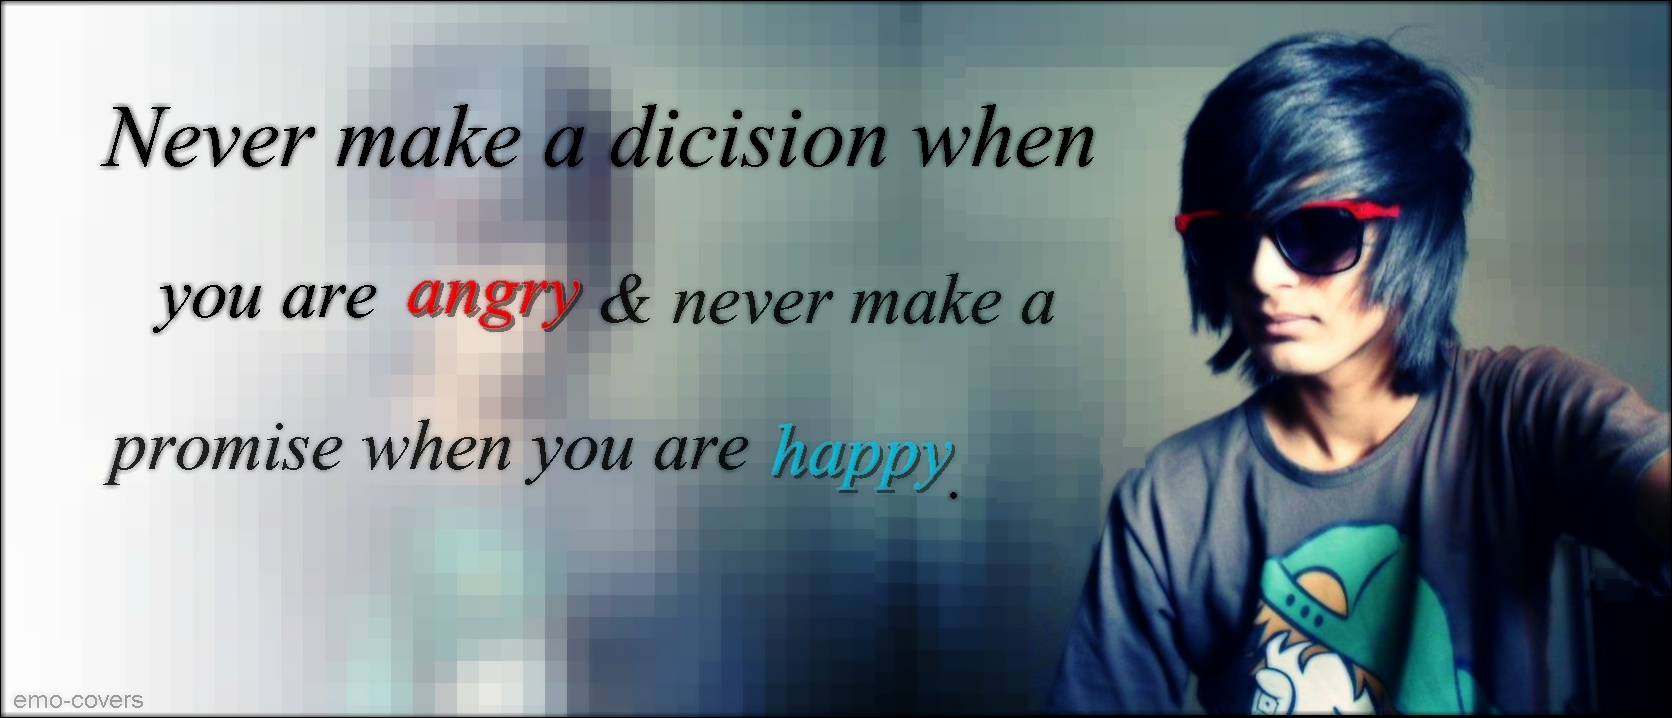 Never make a dicision when
you are angry & never make a
promise when you are happy.
emo-covers